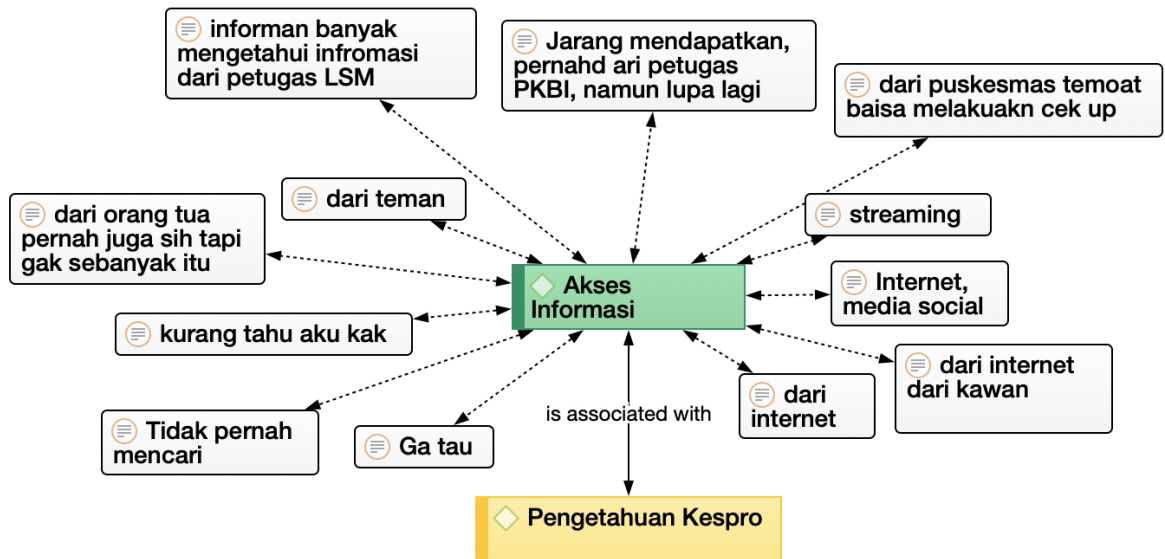 informan banyak
mengetahui infromasi
dari petugas LSM
Jarang mendapatkan,
pernahd ari petugas
PKBI, namun lupa lagi
dari puskesmas temoat
baisa melakuakn cek up
dari teman
streaming
dari orang tua
pernah juga sih tapi
gak sebanyak itu
Akses
Informasi
Internet,
media social
kurang tahu aku kak
dari internet
dari kawan
dari
internet
Tidak pernah
mencari
Ga tau
is associated with
Pengetahuan Kespro